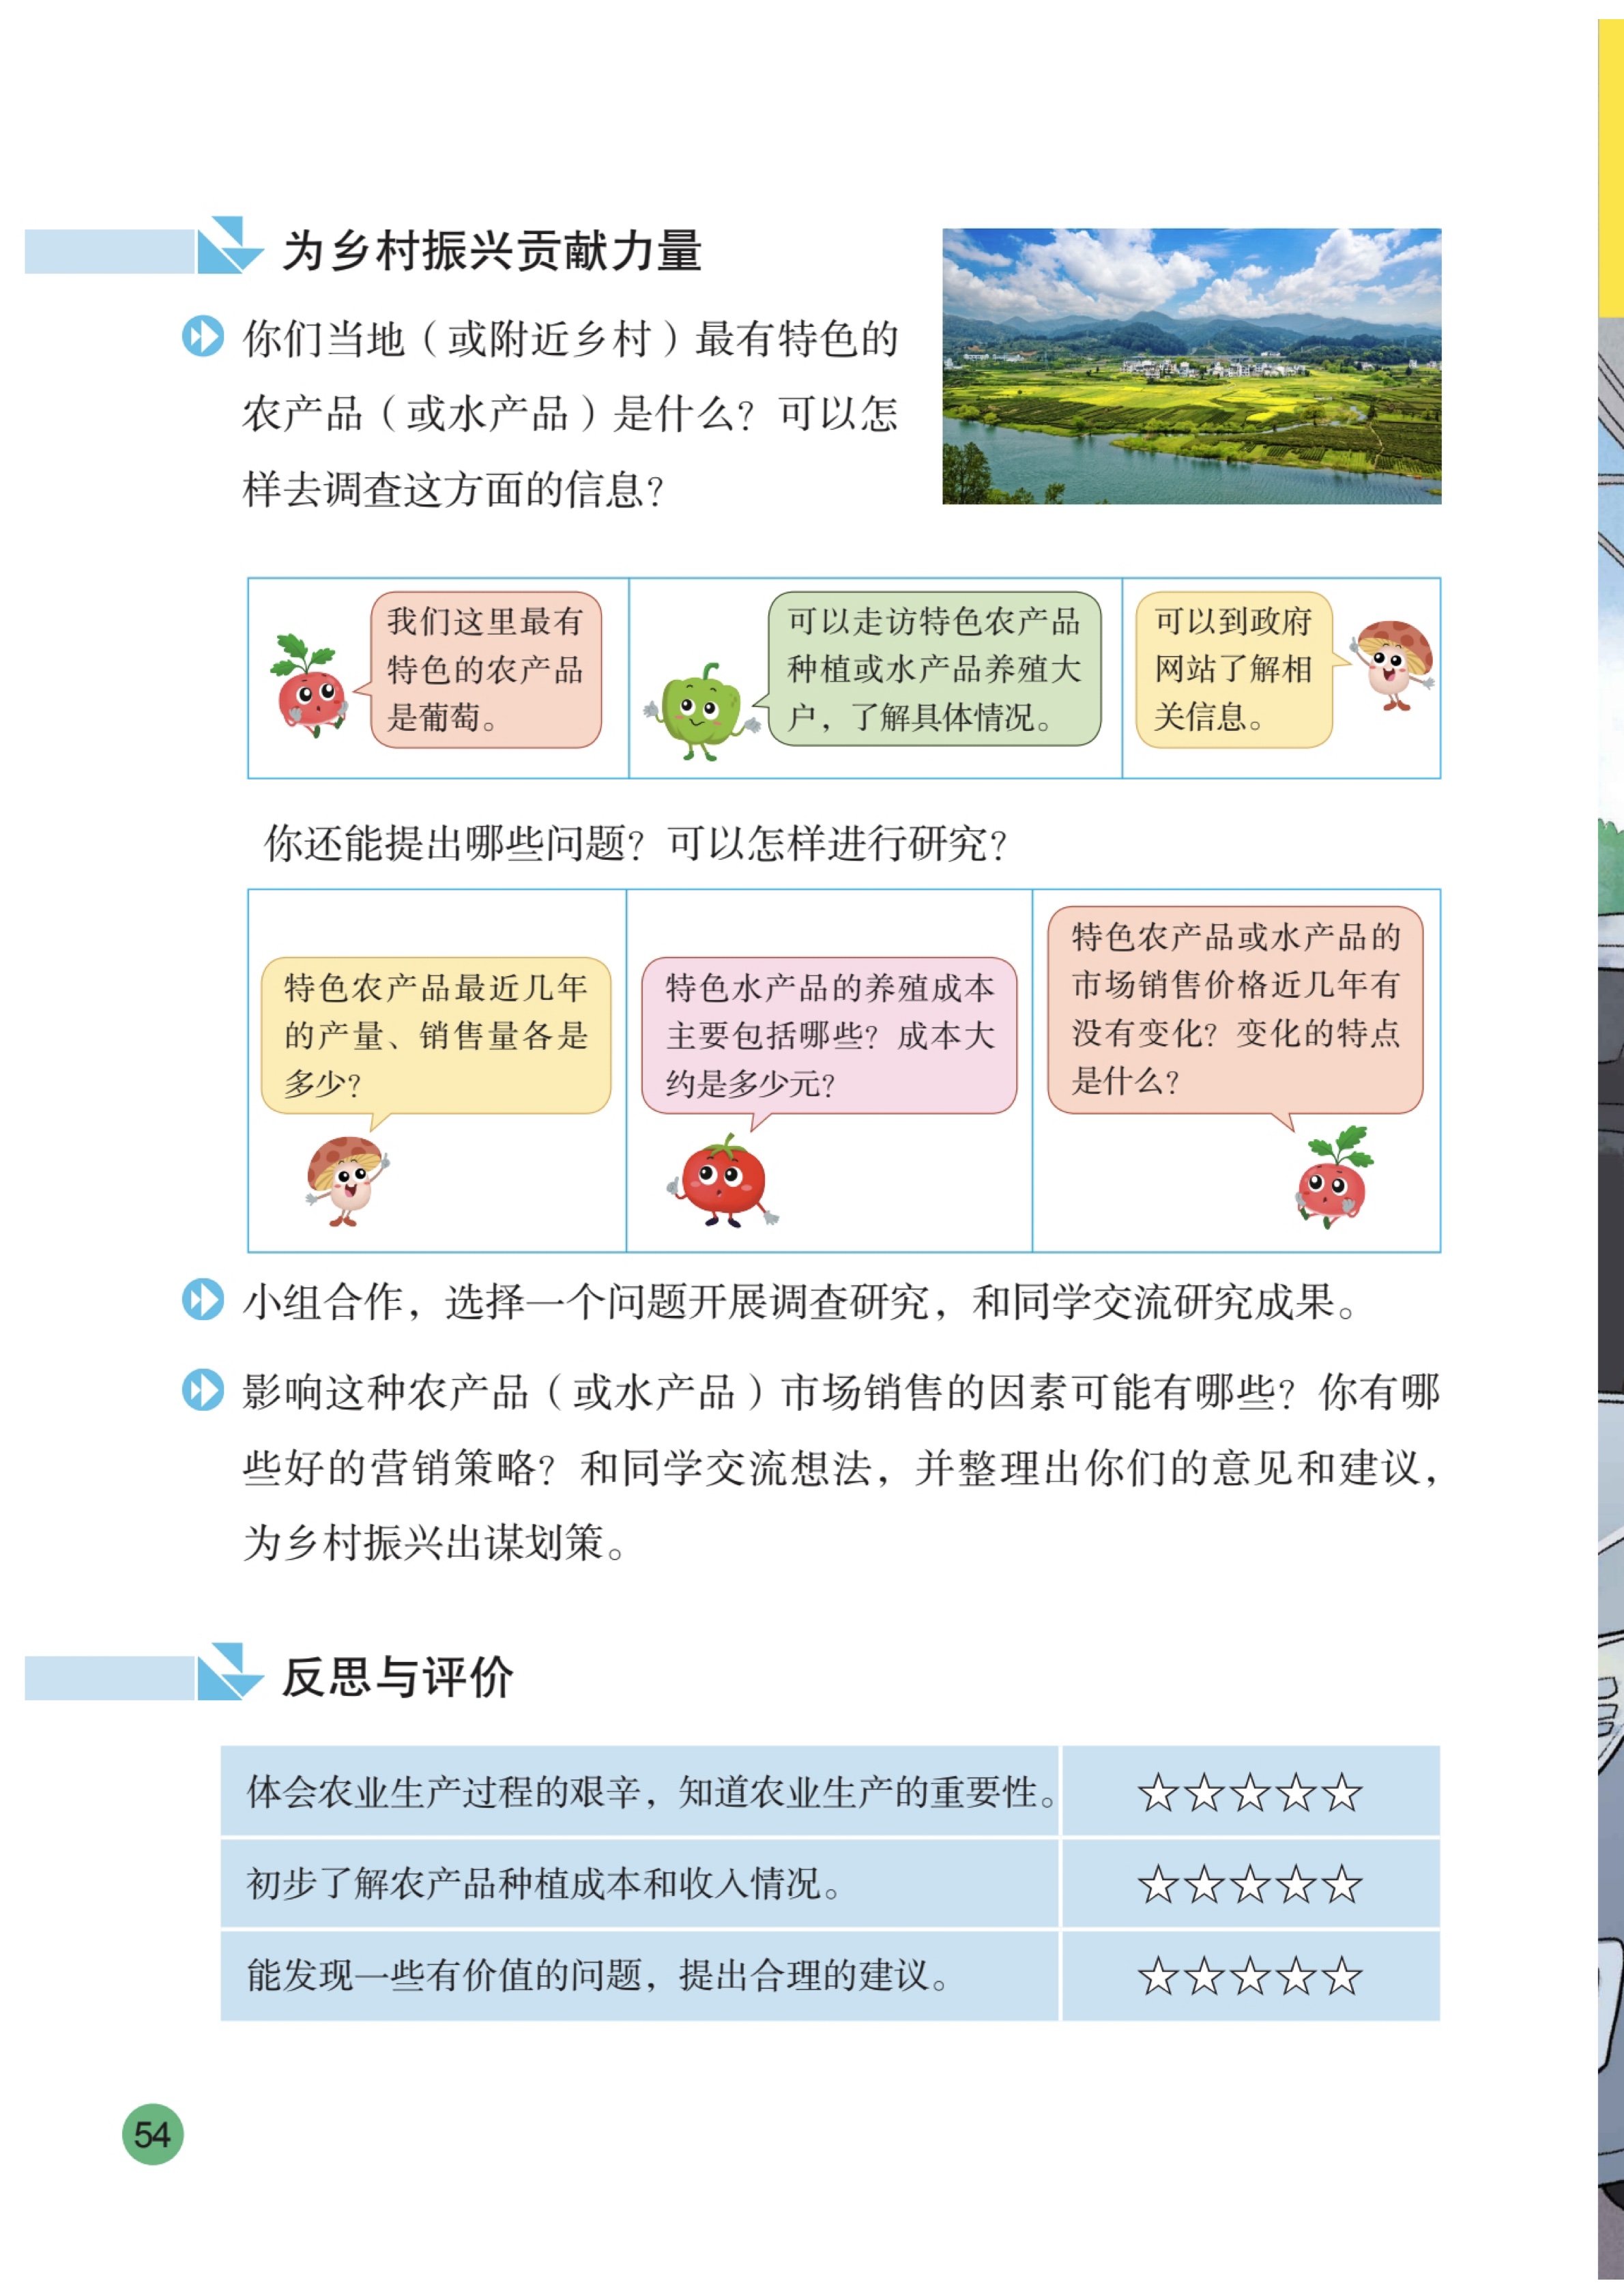 为乡村振兴贡献力量
你们当地（或附近乡村）最有特色的
农产品（或水产品）是什么？可以怎
样去调查这方面的信息？
我们这里最有
特色的农产品
是葡萄。
可以走访特色农产品
种植或水产品养殖大
户，了解具体情况。
可以到政府
网站了解相
关信息。
你还能提出哪些问题？可以怎样进行研究？
特色农产品最近几年
的产量、销售量各是
多少？
特色水产品的养殖成本
主要包括哪些？成本大
约是多少元？
特色农产品或水产品的
市场销售价格近几年有
没有变化？变化的特点
是什么？
小组合作，选择一个问题开展调查研究，和同学交流研究成果。
影响这种农产品（或水产品）市场销售的因素可能有哪些？你有哪
些好的营销策略？和同学交流想法，并整理出你们的意见和建议，
为乡村振兴出谋划策。
反思与评价
体会农业生产过程的艰辛，知道农业生产的重要性。 ☆☆☆☆☆
初步了解农产品种植成本和收入情况。 ☆☆☆☆☆
能发现一些有价值的问题，提出合理的建议。 ☆☆☆☆☆
54